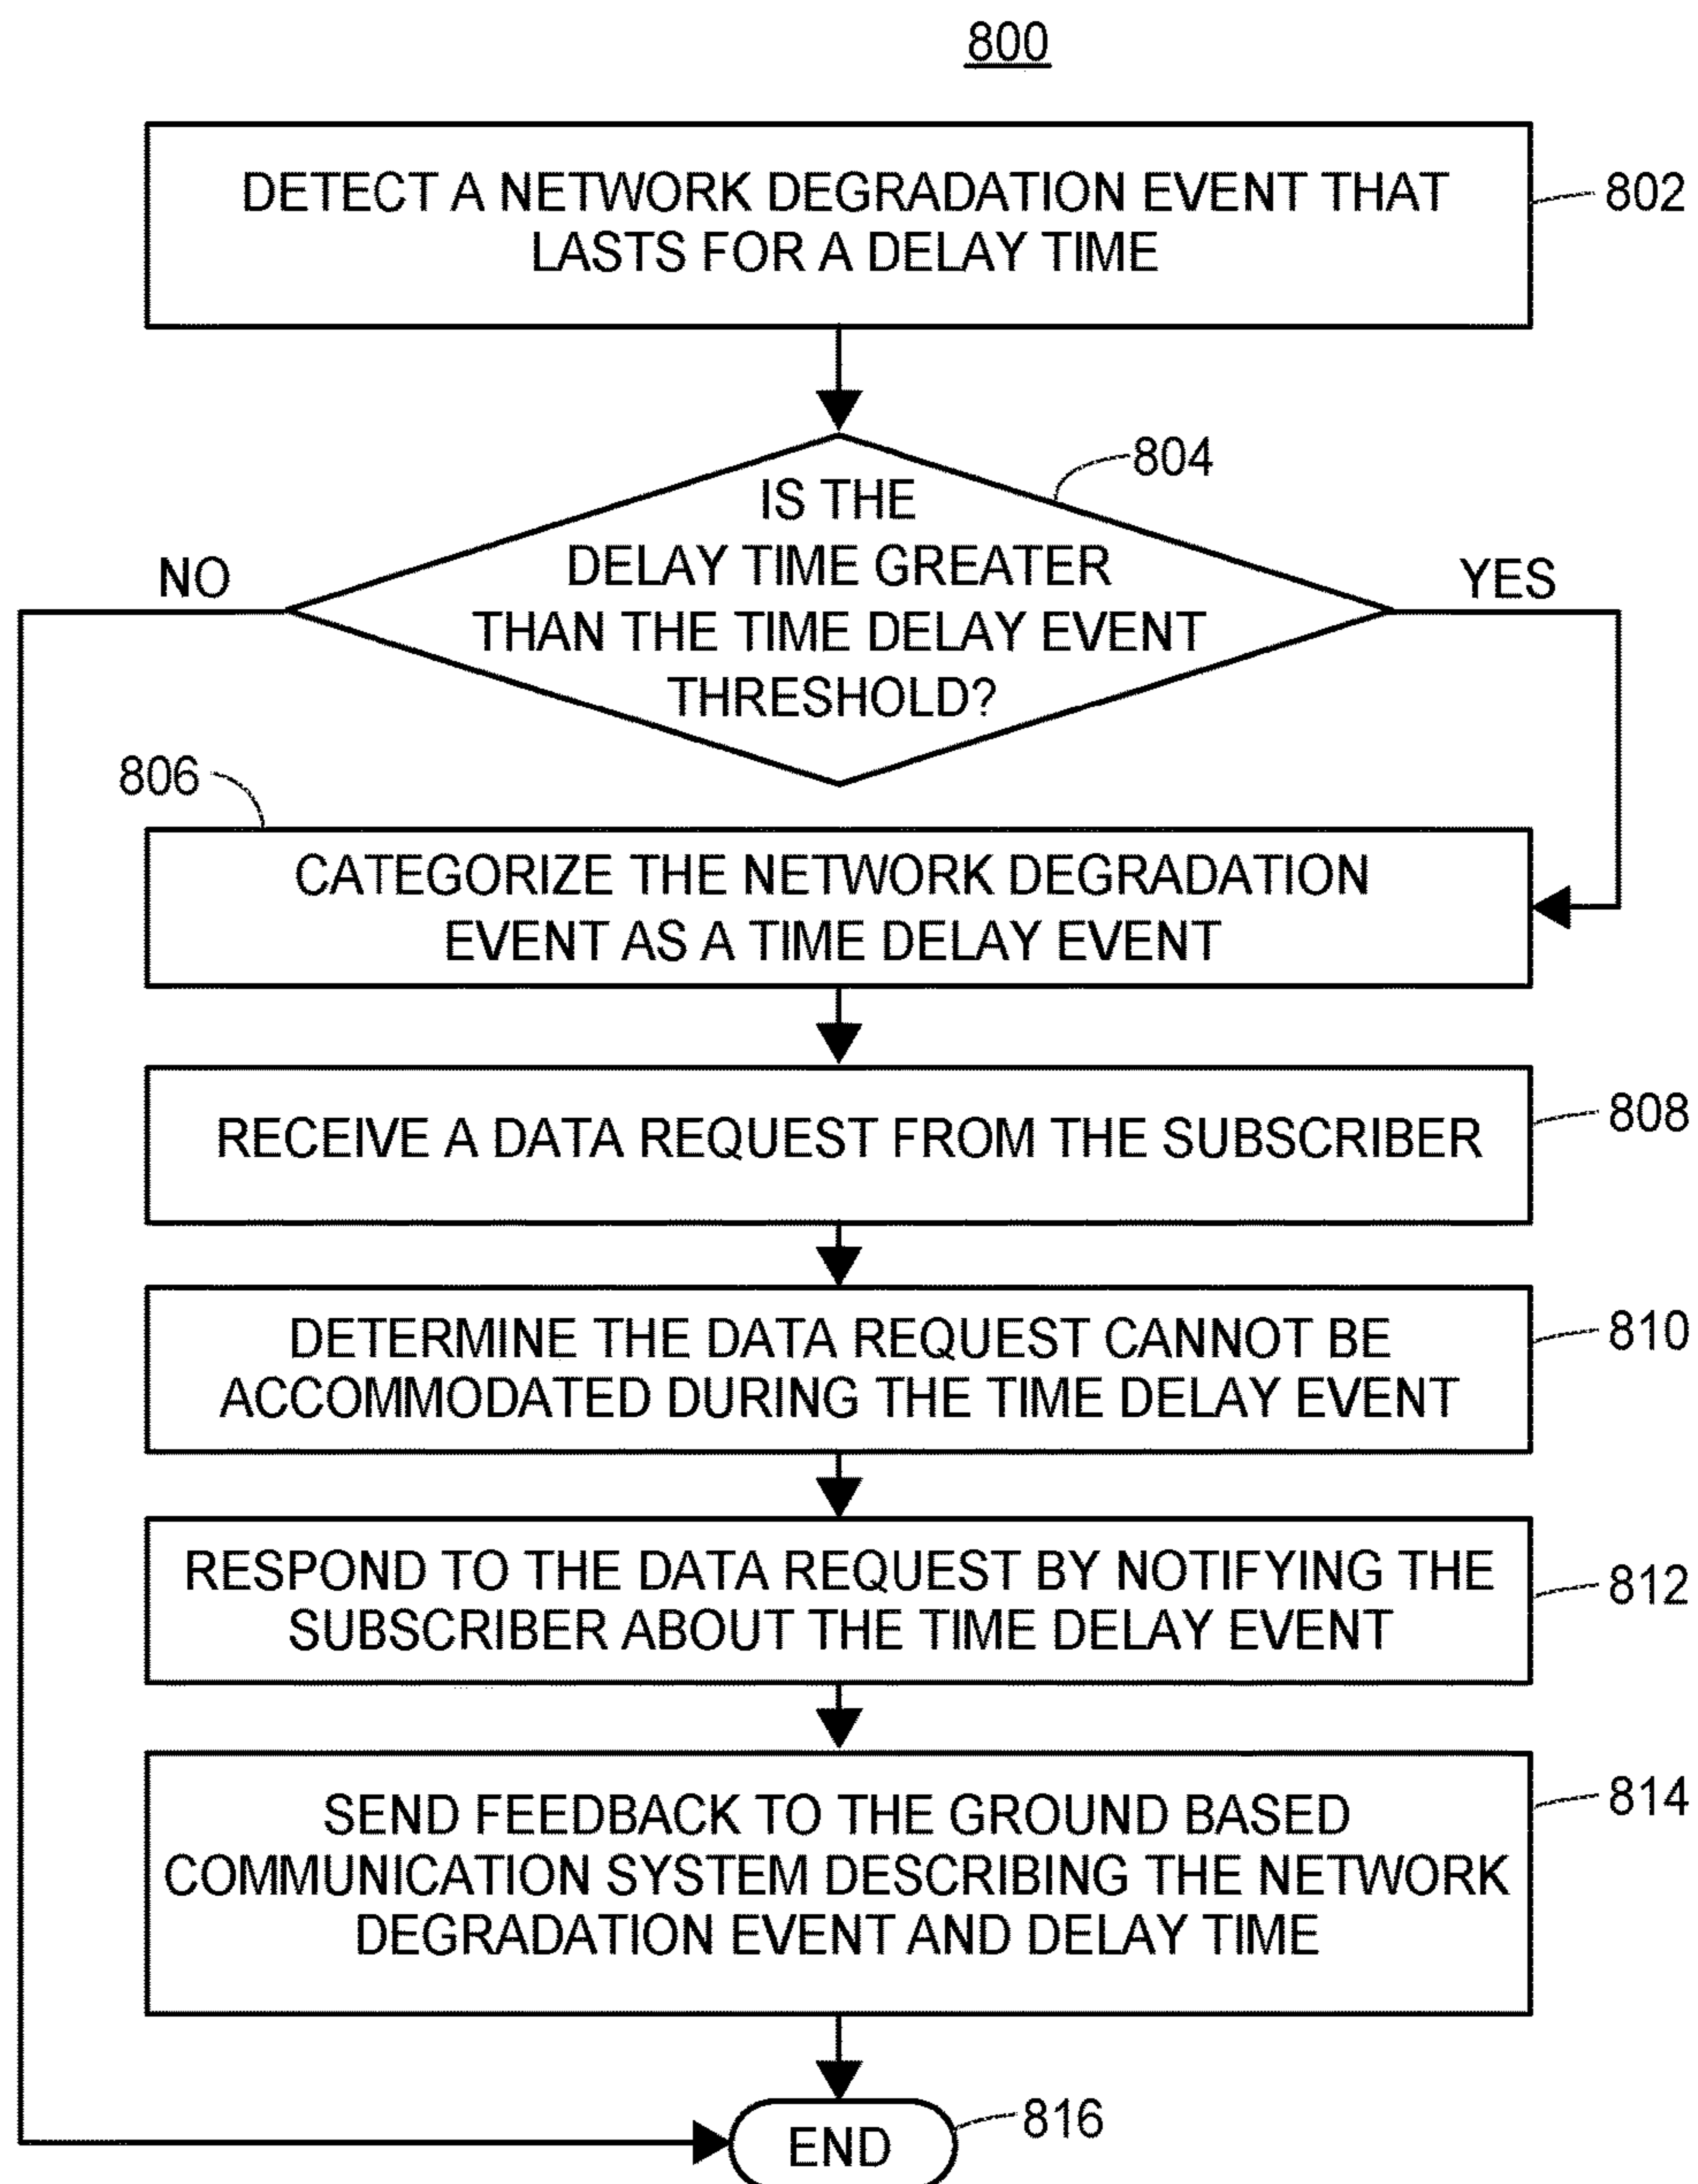 800
DETECT A NETWORK DEGRADATION EVENT THAT
LASTS FOR A DELAY TIME
802
804
IS THE
DELAY TIME GREATER
THAN THE TIME DELAY EVENT
THRESHOLD?
NO
YES
806
CATEGORIZE THE NETWORK DEGRADATION
EVENT AS A TIME DELAY EVENT
RECEIVE A DATA REQUEST FROM THE SUBSCRIBER
808
DETERMINE THE DATA REQUEST CANNOT BE
ACCOMMODATED DURING THE TIME DELAY EVENT
810
RESPOND TO THE DATA REQUEST BY NOTIFYING THE
SUBSCRIBER ABOUT THE TIME DELAY EVENT
812
SEND FEEDBACK TO THE GROUND BASED
COMMUNICATION SYSTEM DESCRIBING THE NETWORK
DEGRADATION EVENT AND DELAY TIME
814
END
816